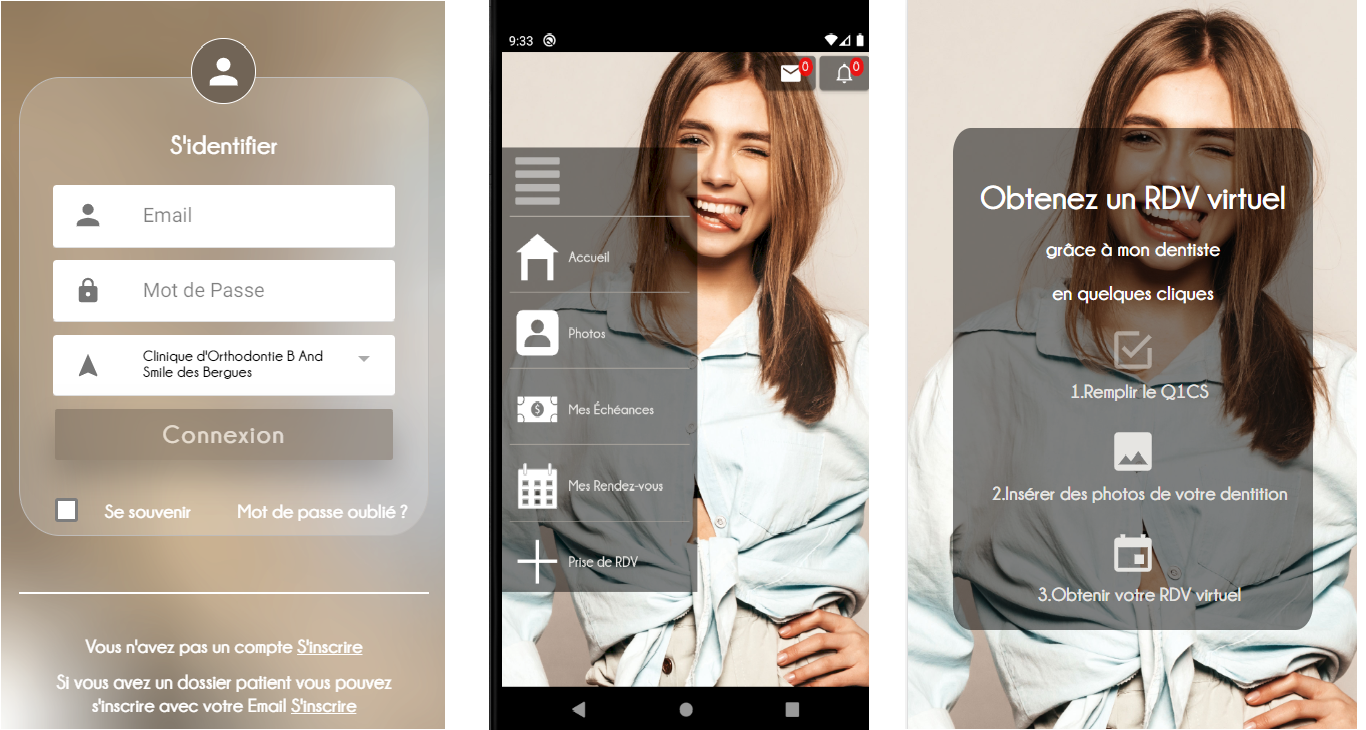 S'identifier
Email
Mot de Passe
Clinique d'Orthodontie B And
Smile des Bergues
Connexion
Se souvenir
Mot de passe oublié ?
Vous n'avez pas un compte S'inscrire
Si vous avez un dossier patient vous pouvez
s'inscrire avec votre Email S'inscrire
9:33
0
0
Accueil
Photos
Mes Échéances
Mes Rendez-vous
Prise de RDV
Obtenez un RDV virtuel
grâce à mon dentiste
en quelques cliques
1.Remplir le Q1CS
2.Insérer des photos de votre dentition
3.Obtenir votre RDV virtuel